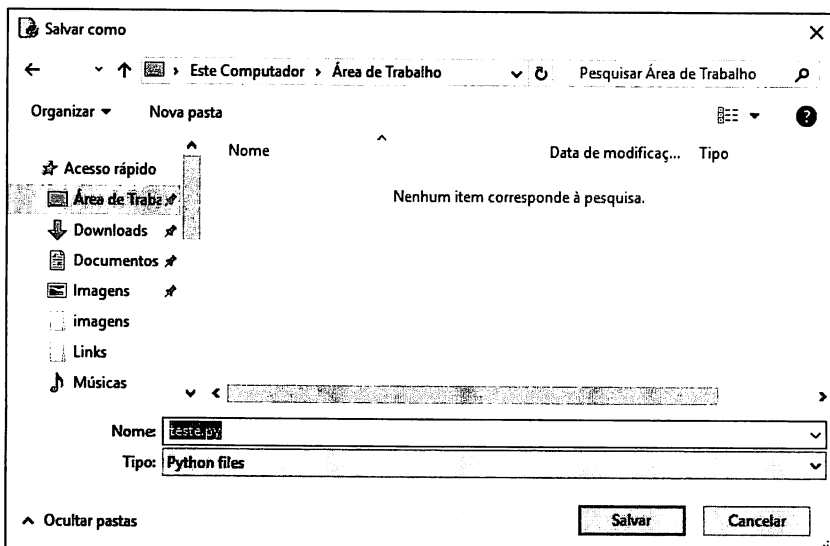 Salvar como
Este Computador › Área de Trabalho
Pesquisar Área de Trabalho
Organizar
Nova pasta
Nome
Data de modificaç...
Tipo
Acesso rápido
Área de Traba
Nenhum item corresponde à pesquisa.
Downloads
Documentos
Imagens
imagens
Links
Músicas
Nome: teste.py
Tipo: Python files
Ocultar pastas
Salvar
Cancelar